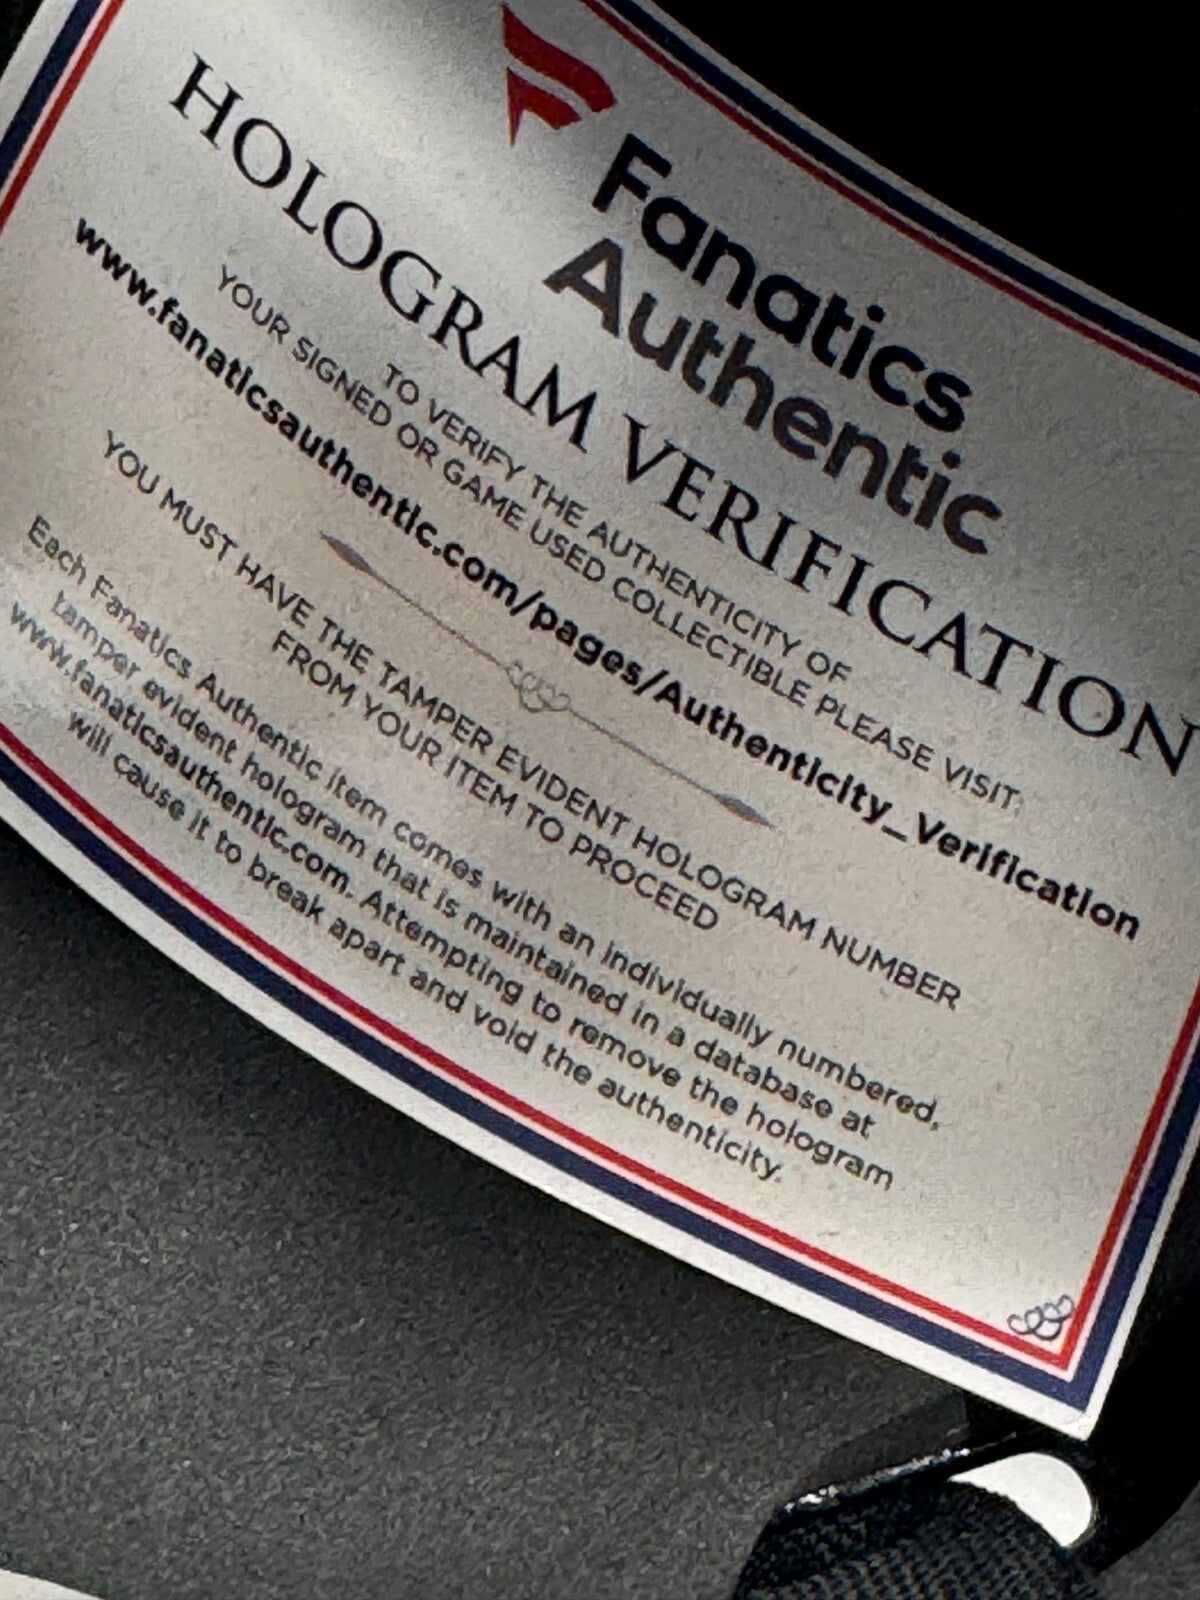 Fanatics
Authentic
HOLOGRAM VERIFICATION
TO VERIFY THE AUTHENTICITY OF
YOUR SIGNED OR GAME USED COLLECTIBLE PLEASE VISIT:
www.fanaticsauthentic.com/pages/Authenticity_Verification
YOU MUST HAVE THE TAMPER EVIDENT HOLOGRAM NUMBER
FROM YOUR ITEM TO PROCEED
Each Fanatics Authentic item comes with an individually numbered,
tamper evident hologram that is maintained in a database at
www.fanaticsauthentic.com. Attempting to remove the hologram
will cause it to break apart and void the authenticity.